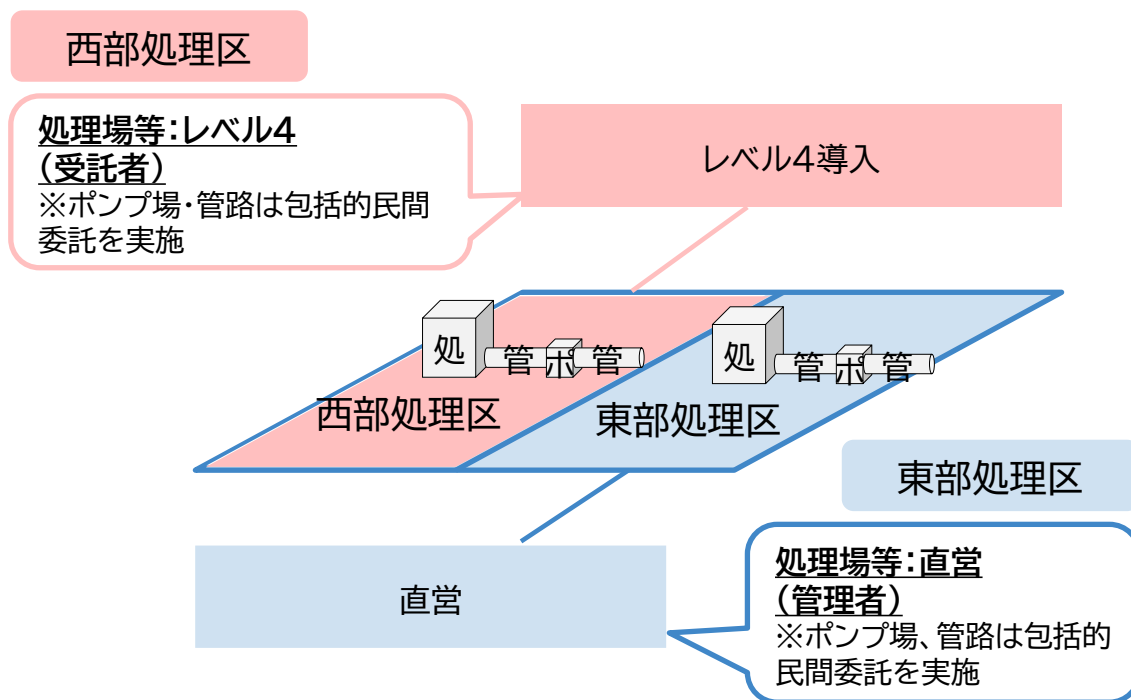 西部処理区
処理場等：レベル4
（受託者）
※ポンプ場・管路は包括的民間
委託を実施
レベル4導入
処 管 ポ 管
処 管 ポ 管
西部処理区
東部処理区
東部処理区
直営
処理場等：直営
（管理者）
※ポンプ場、管路は包括的
民間委託を実施